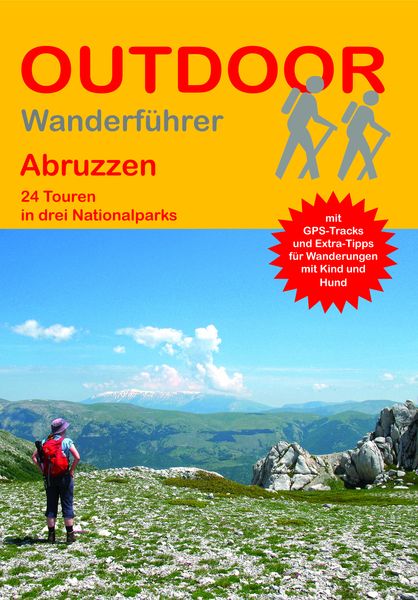 OUTDOOR
Wanderführer
Abruzzen
24 Touren
in drei Nationalparks
mit
GPS-Tracks
und Extra-Tipps
für Wanderungen
mit Kind und
Hund